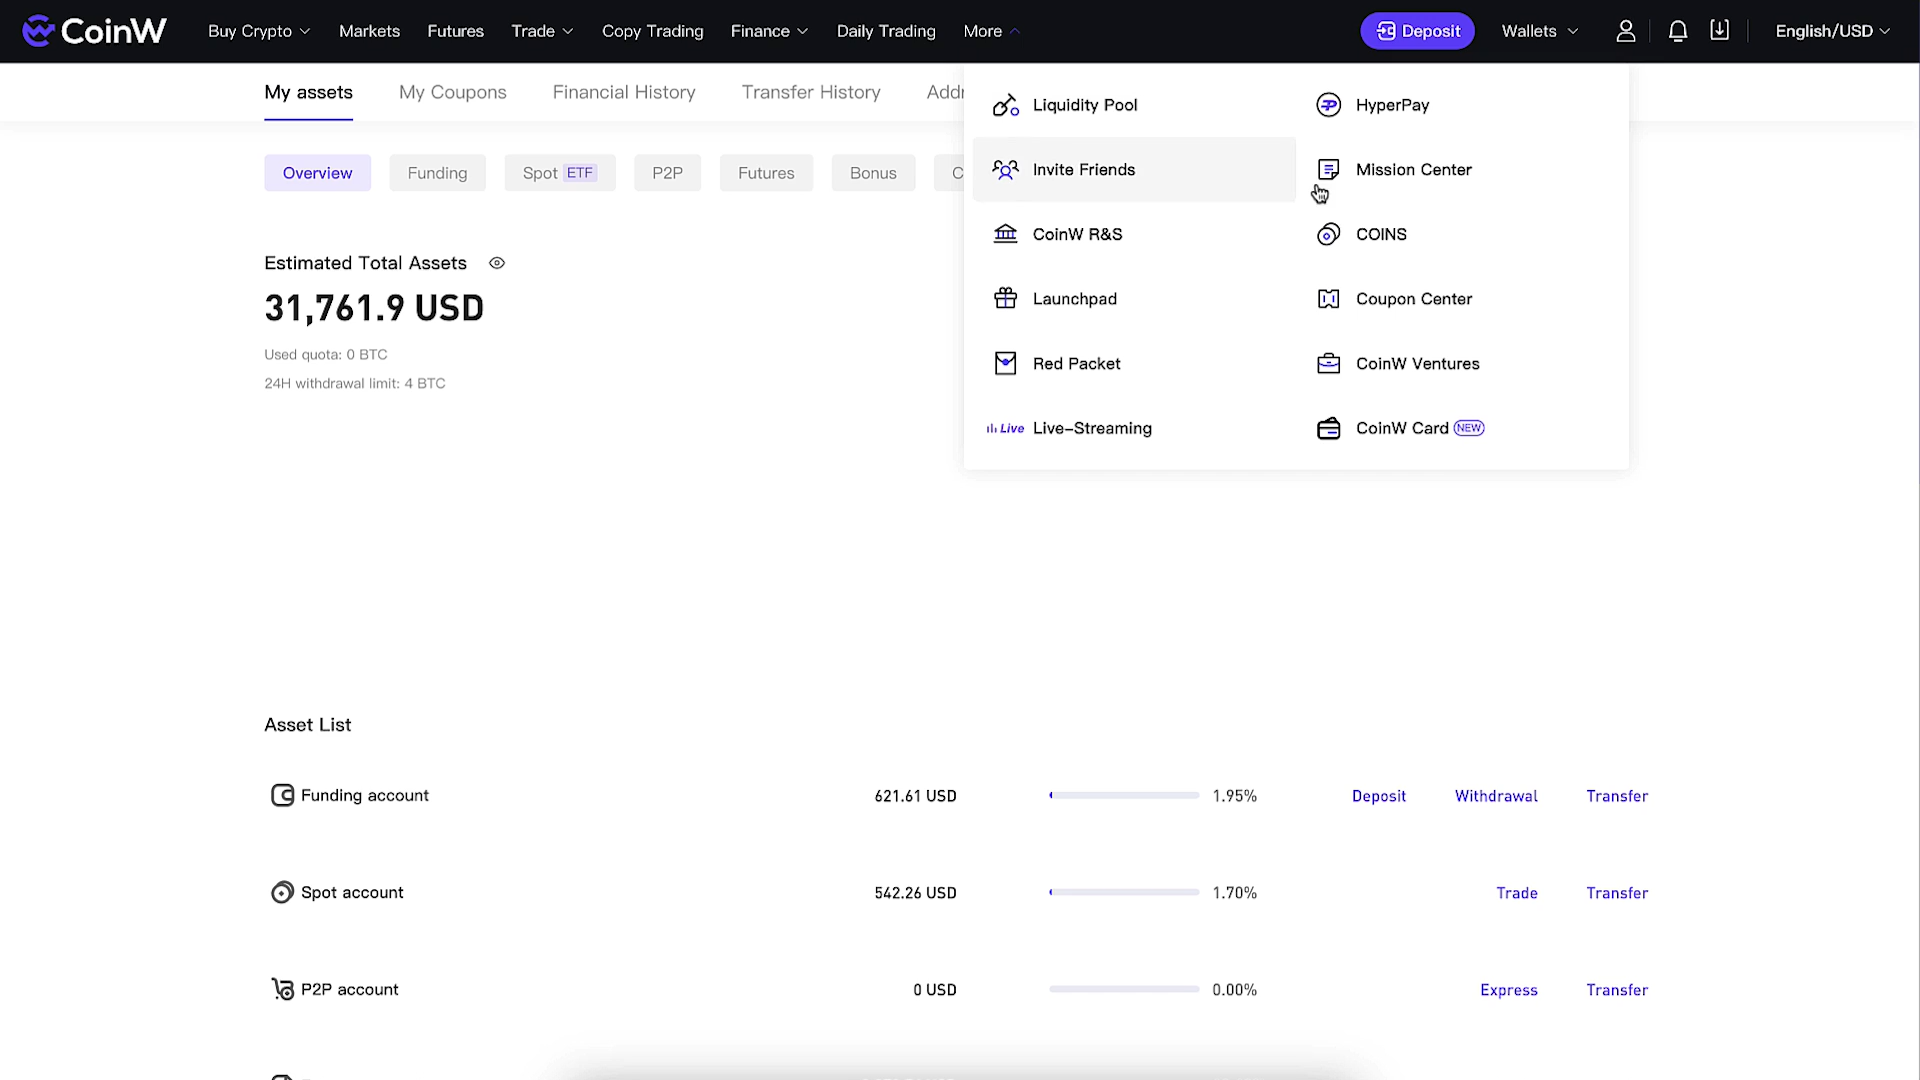 CoinW Buy Crypto Markets Futures Trade Copy Trading Finance Daily Trading More Deposit Wallets English/USD
My assets My Coupons Financial History Transfer History
Liquidity Pool HyperPay
Overview Funding Spot ETF P2P Futures Bonus
Invite Friends Mission Center
CoinW R&S COINS
Estimated Total Assets
31,761.9 USD
Launchpad Coupon Center
Used quota: 0 BTC
Red Packet CoinW Ventures
24H withdrawal limit: 4 BTC
Live Live-Streaming CoinW Card NEW
Asset List
Funding account 621.61 USD 1.95% Deposit Withdrawal Transfer
Spot account 542.26 USD 1.70% Trade Transfer
P2P account 0 USD 0.00% Express Transfer